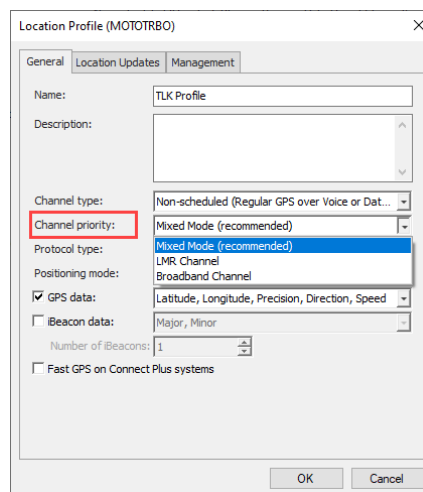 Location Profile (MOTOTRBO)
General Location Updates Management
Name: TLK Profile
Description:
Channel type: Non-scheduled (Regular GPS over Voice or Dat...
Channel priority: Mixed Mode (recommended)
Mixed Mode (recommended)
Protocol type:
LMR Channel
Positioning mode:
Broadband Channel
GPS data: Latitude, Longitude, Precision, Direction, Speed
iBeacon data: Major, Minor
Number of iBeacons: 1
Fast GPS on Connect Plus systems
OK Cancel